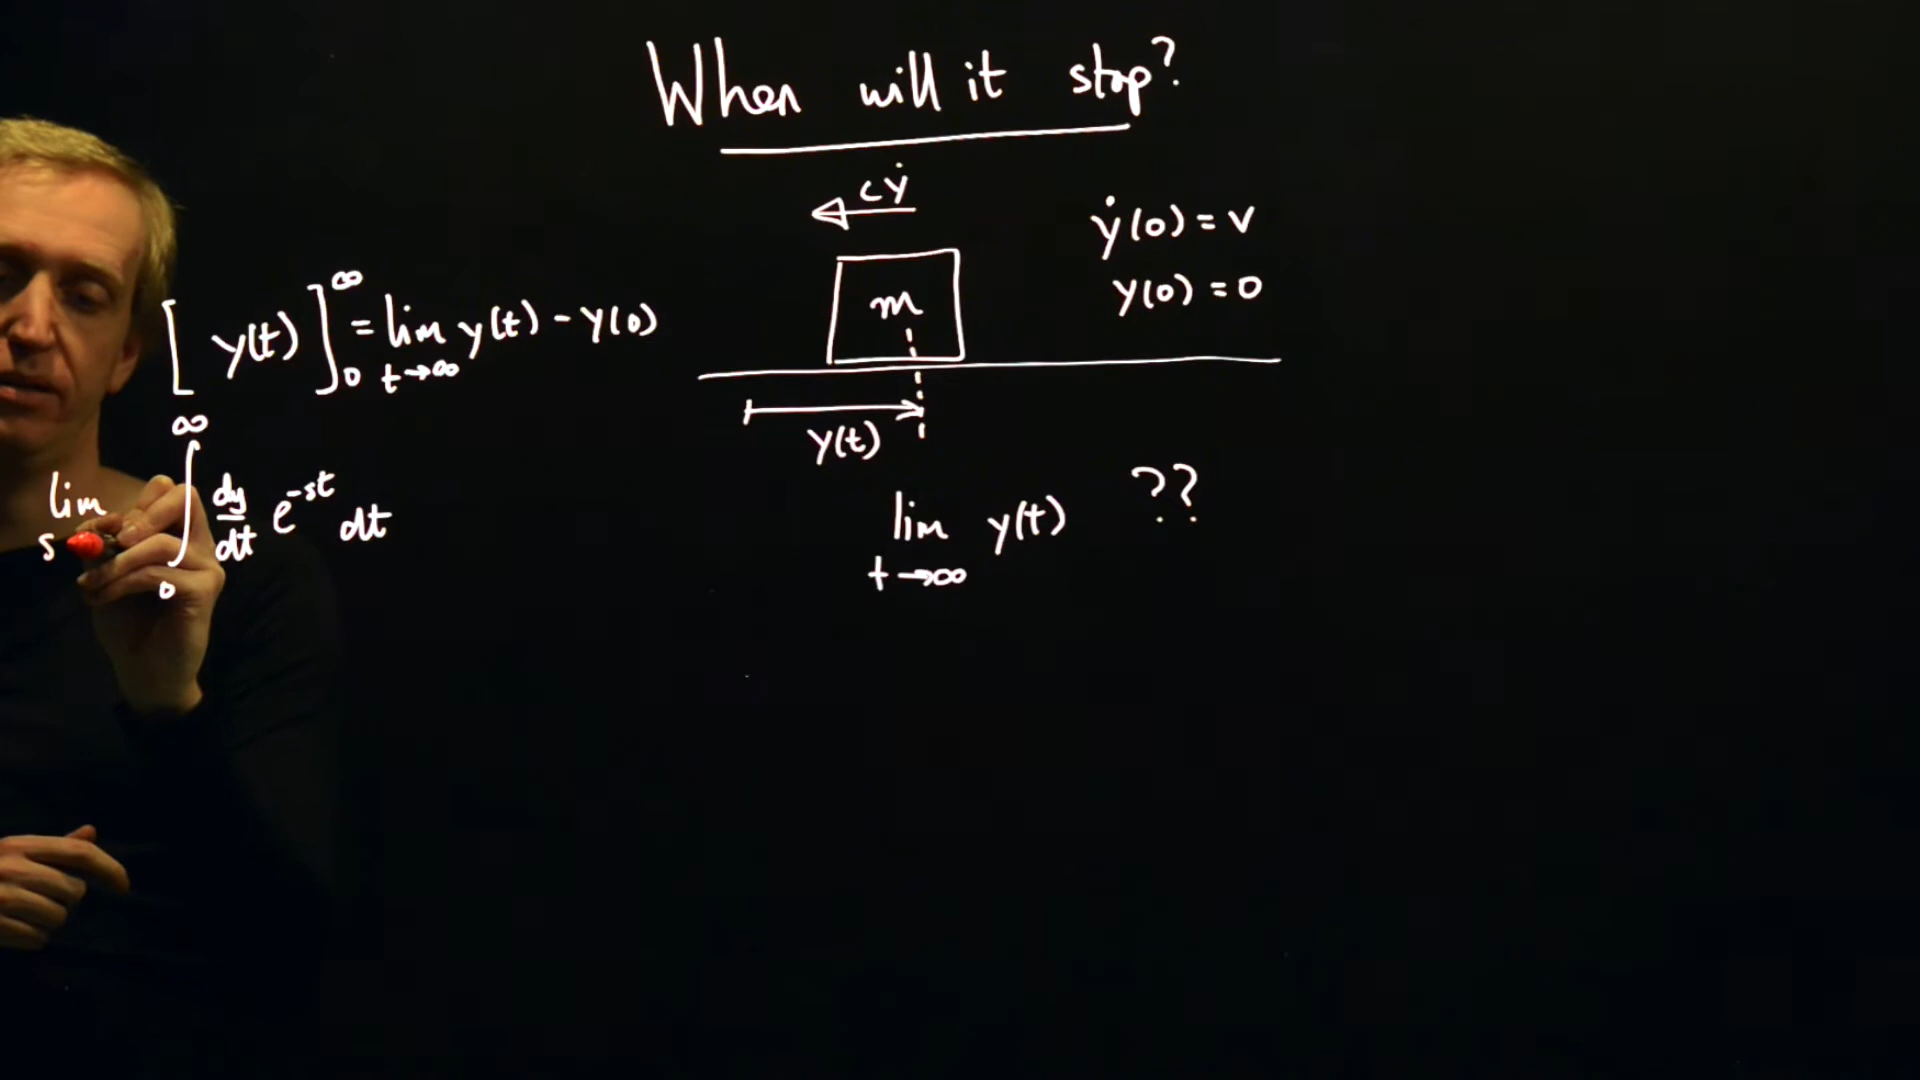 When will it stop?
cẏ
ẏ(0) = v
y(0) = 0
m
[y(t)]₀^∞ = lim t→∞ y(t) - y(0)
y(t)
lim s ∫₀^∞ dy/dt e^-st dt
lim t→∞ y(t) ??